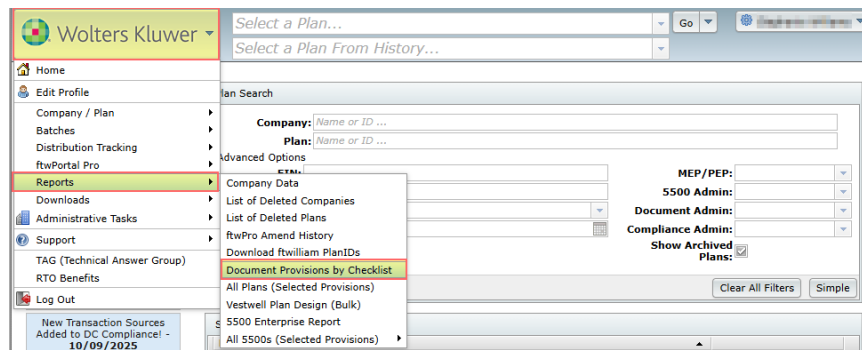 Wolters Kluwer
Select a Plan...
Go
Select a Plan From History...
Home
Edit Profile
Company / Plan
Batches
Distribution Tracking
ftwPortal Pro
Reports
Downloads
Administrative Tasks
Support
TAG (Technical Answer Group)
RTO Benefits
Log Out
New Transaction Sources
Added to DC Compliance! -
10/09/2025
Plan Search
Company: Name or ID ...
Plan: Name or ID ...
Advanced Options
EIN:
MEP/PEP:
5500 Admin:
Document Admin:
Compliance Admin:
Show Archived
Plans:
Clear All Filters
Simple
Company Data
List of Deleted Companies
List of Deleted Plans
ftwPro Amend History
Download ftwilliam PlanIDs
Document Provisions by Checklist
All Plans (Selected Provisions)
Vestwell Plan Design (Bulk)
5500 Enterprise Report
All 5500s (Selected Provisions)